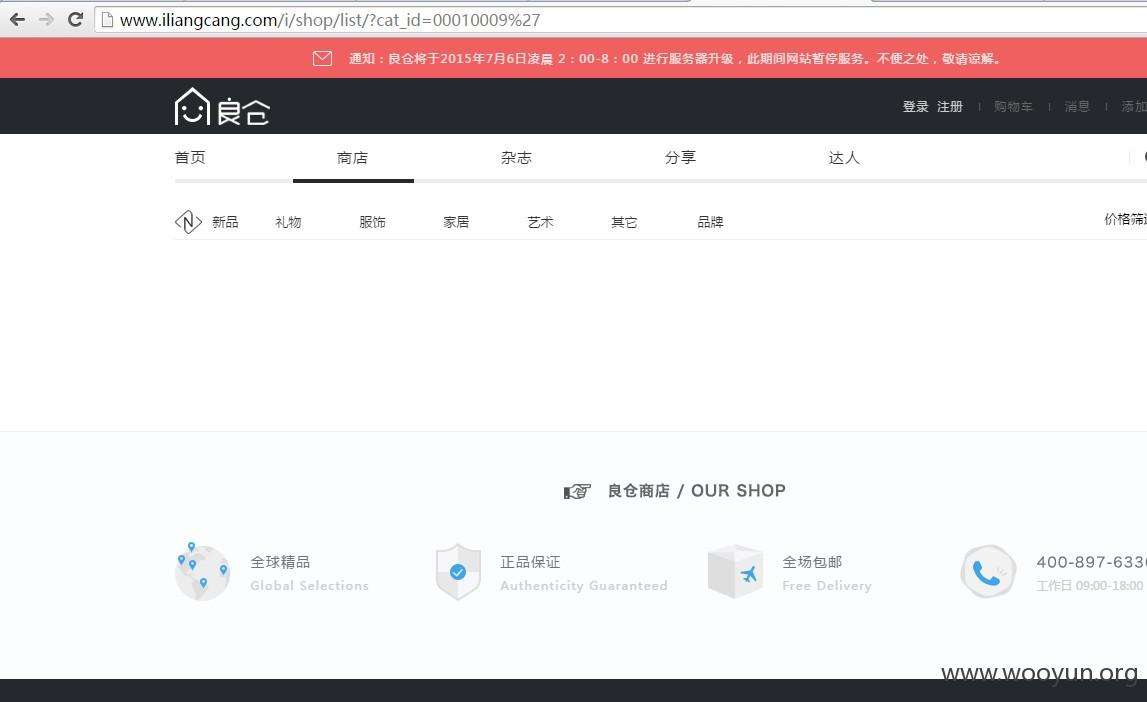 www.iliangcang.com/i/shop/list/?cat_id=00010009%27
通知：良仓将于2015年7月6日凌晨 2：00-8：00 进行服务器升级，此期间网站暂停服务。不便之处，敬请谅解。
良仓
登录 注册 | 购物车 | 消息 | 添加
首页 商店 杂志 分享 达人
N 新品 礼物 服饰 家居 艺术 其它 品牌 价格筛
良仓商店 / OUR SHOP
全球精品 正品保证 全场包邮 400-897-633
Global Selections Authenticity Guaranteed Free Delivery 工作日 09:00-18:00
www.wooyun.org